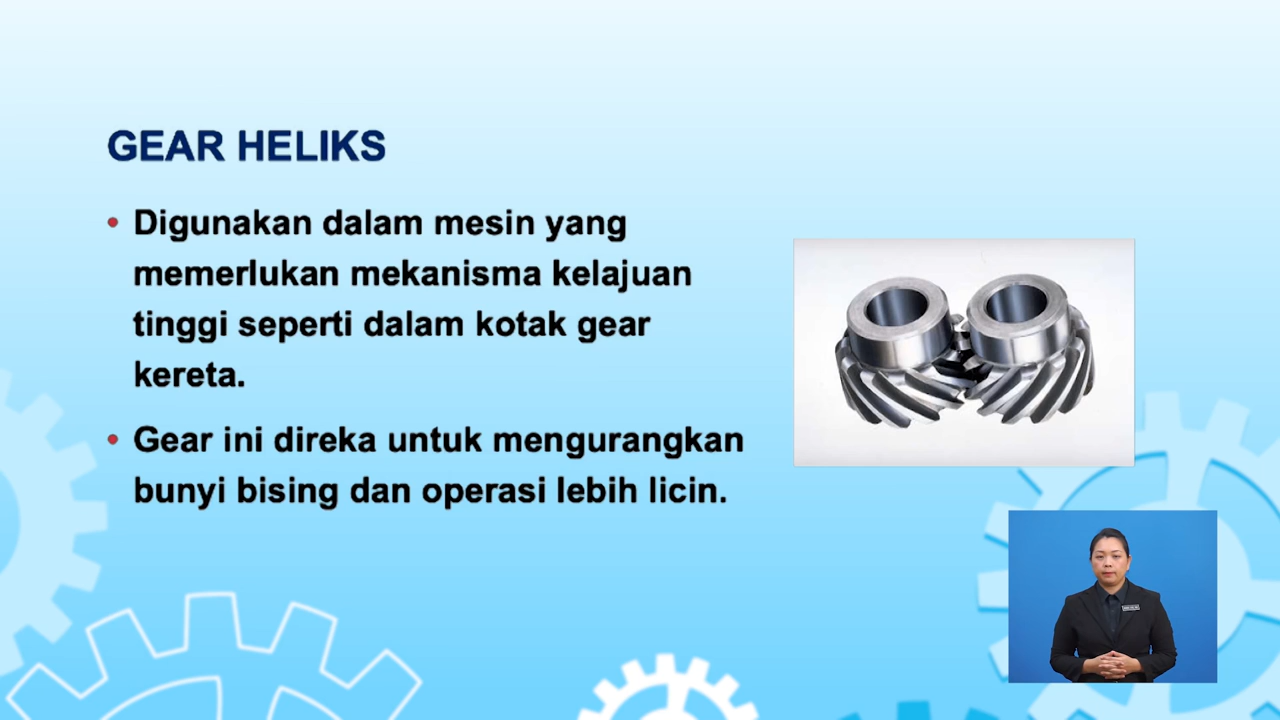 GEAR HELIKS
• Digunakan dalam mesin yang
memerlukan mekanisma kelajuan
tinggi seperti dalam kotak gear
kereta.
• Gear ini direka untuk mengurangkan
bunyi bising dan operasi lebih licin.